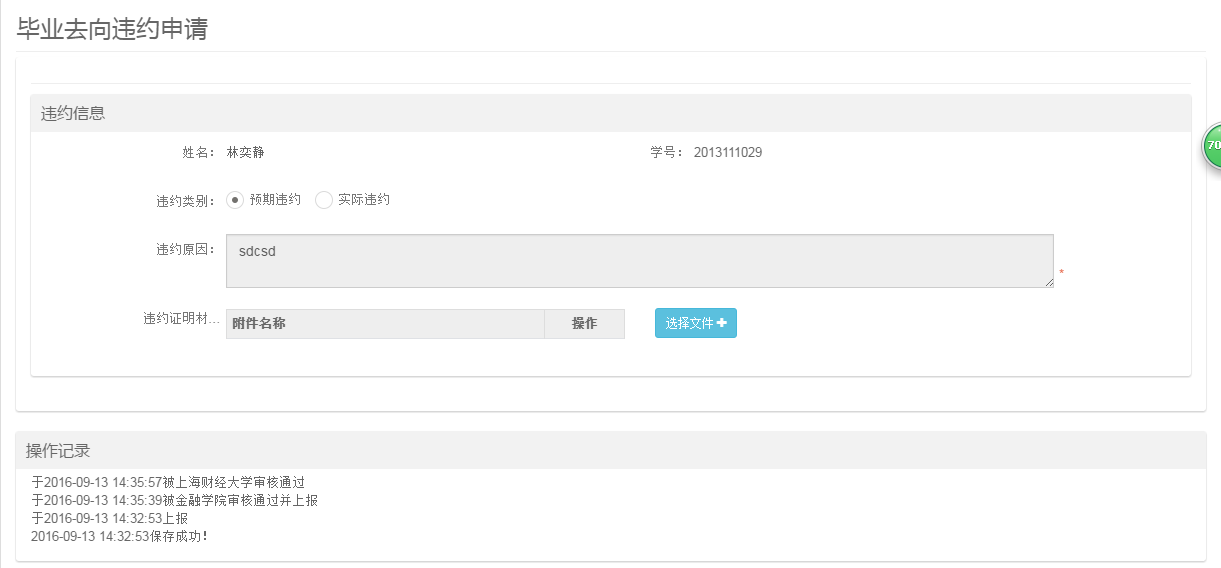 毕业去向违约申请
违约信息
姓名： 林奕静 学号： 2013111029
违约类别： 预期违约 实际违约
违约原因： sdcsd *
违约证明材... 附件名称 操作 选择文件
操作记录
于2016-09-13 14:35:57被上海财经大学审核通过
于2016-09-13 14:35:39被金融学院审核通过并上报
于2016-09-13 14:32:53上报
2016-09-13 14:32:53保存成功！